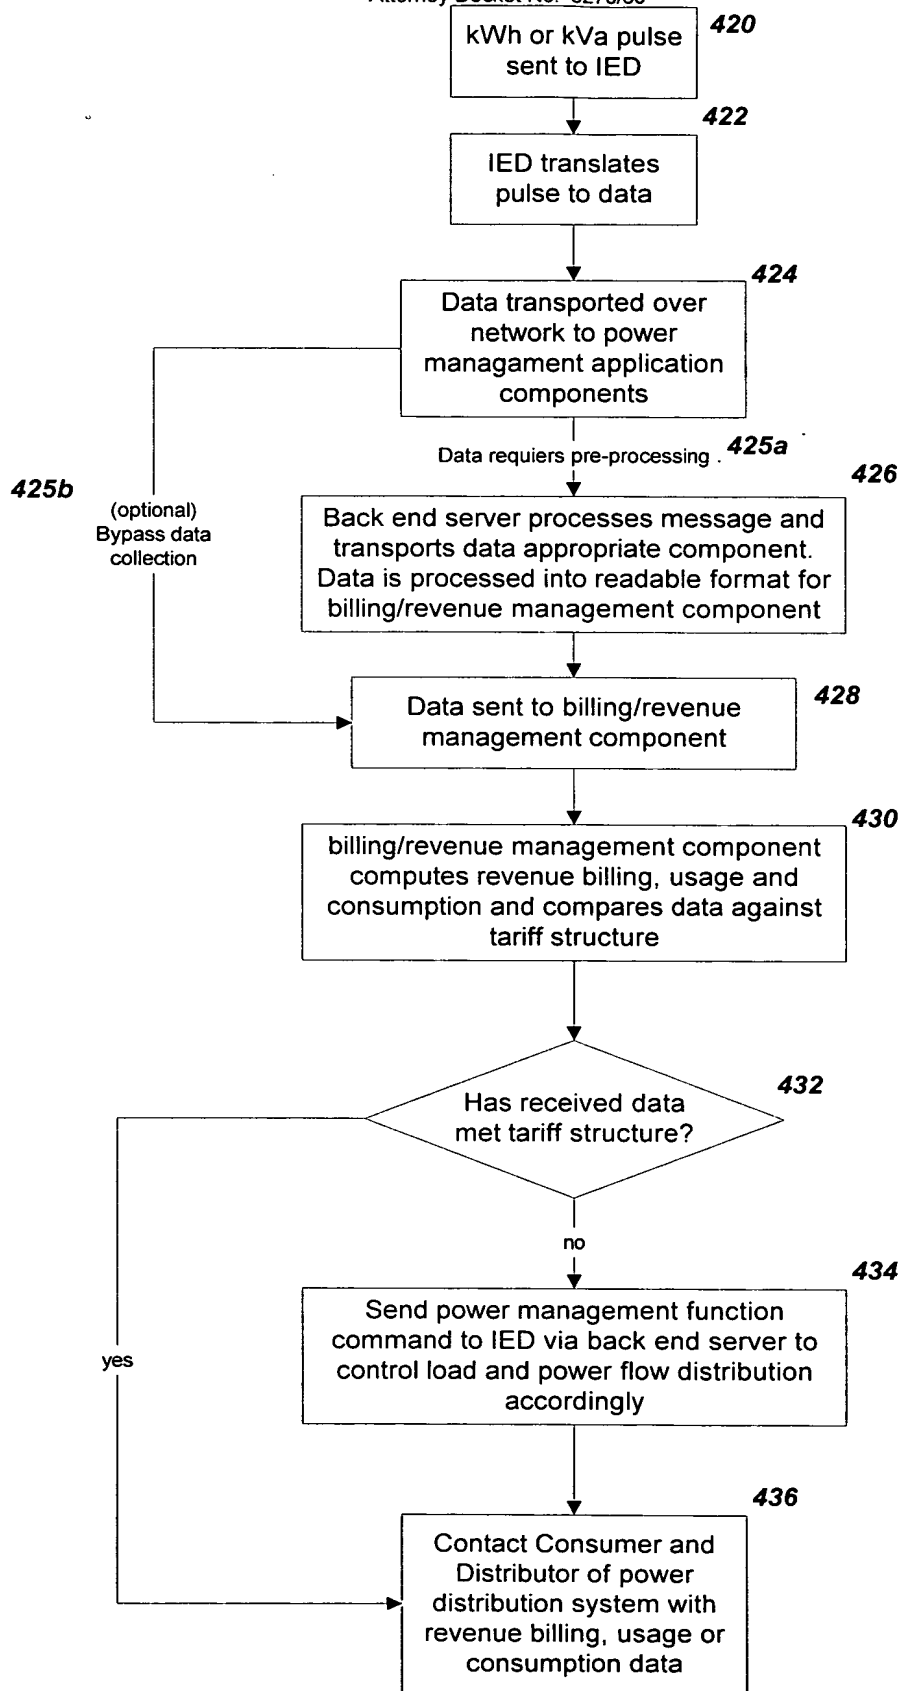 kWh or kVa pulse
sent to IED
420
422
IED translates
pulse to data
424
Data transported over
network to power
managament application
components
Data requiers pre-processing .
425a
425b
(optional)
Bypass data
collection
426
Back end server processes message and
transports data appropriate component.
Data is processed into readable format for
billing/revenue management component
428
Data sent to billing/revenue
management component
430
billing/revenue management component
computes revenue billing, usage and
consumption and compares data against
tariff structure
432
Has received data
met tariff structure?
no
yes
434
Send power management function
command to IED via back end server to
control load and power flow distribution
accordingly
436
Contact Consumer and
Distributor of power
distribution system with
revenue billing, usage or
consumption data